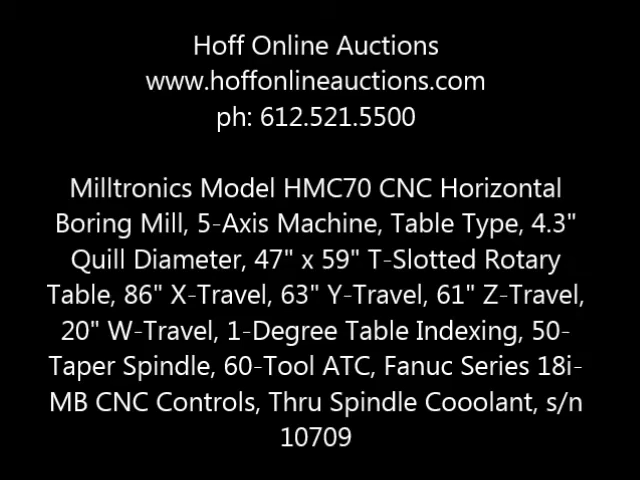 Hoff Online Auctions
www.hoffonlineauctions.com
ph: 612.521.5500
Milltronics Model HMC70 CNC Horizontal
Boring Mill, 5-Axis Machine, Table Type, 4.3"
Quill Diameter, 47" x 59" T-Slotted Rotary
Table, 86" X-Travel, 63" Y-Travel, 61" Z-Travel,
20" W-Travel, 1-Degree Table Indexing, 50-
Taper Spindle, 60-Tool ATC, Fanuc Series 18i-
MB CNC Controls, Thru Spindle Cooolant, s/n
10709